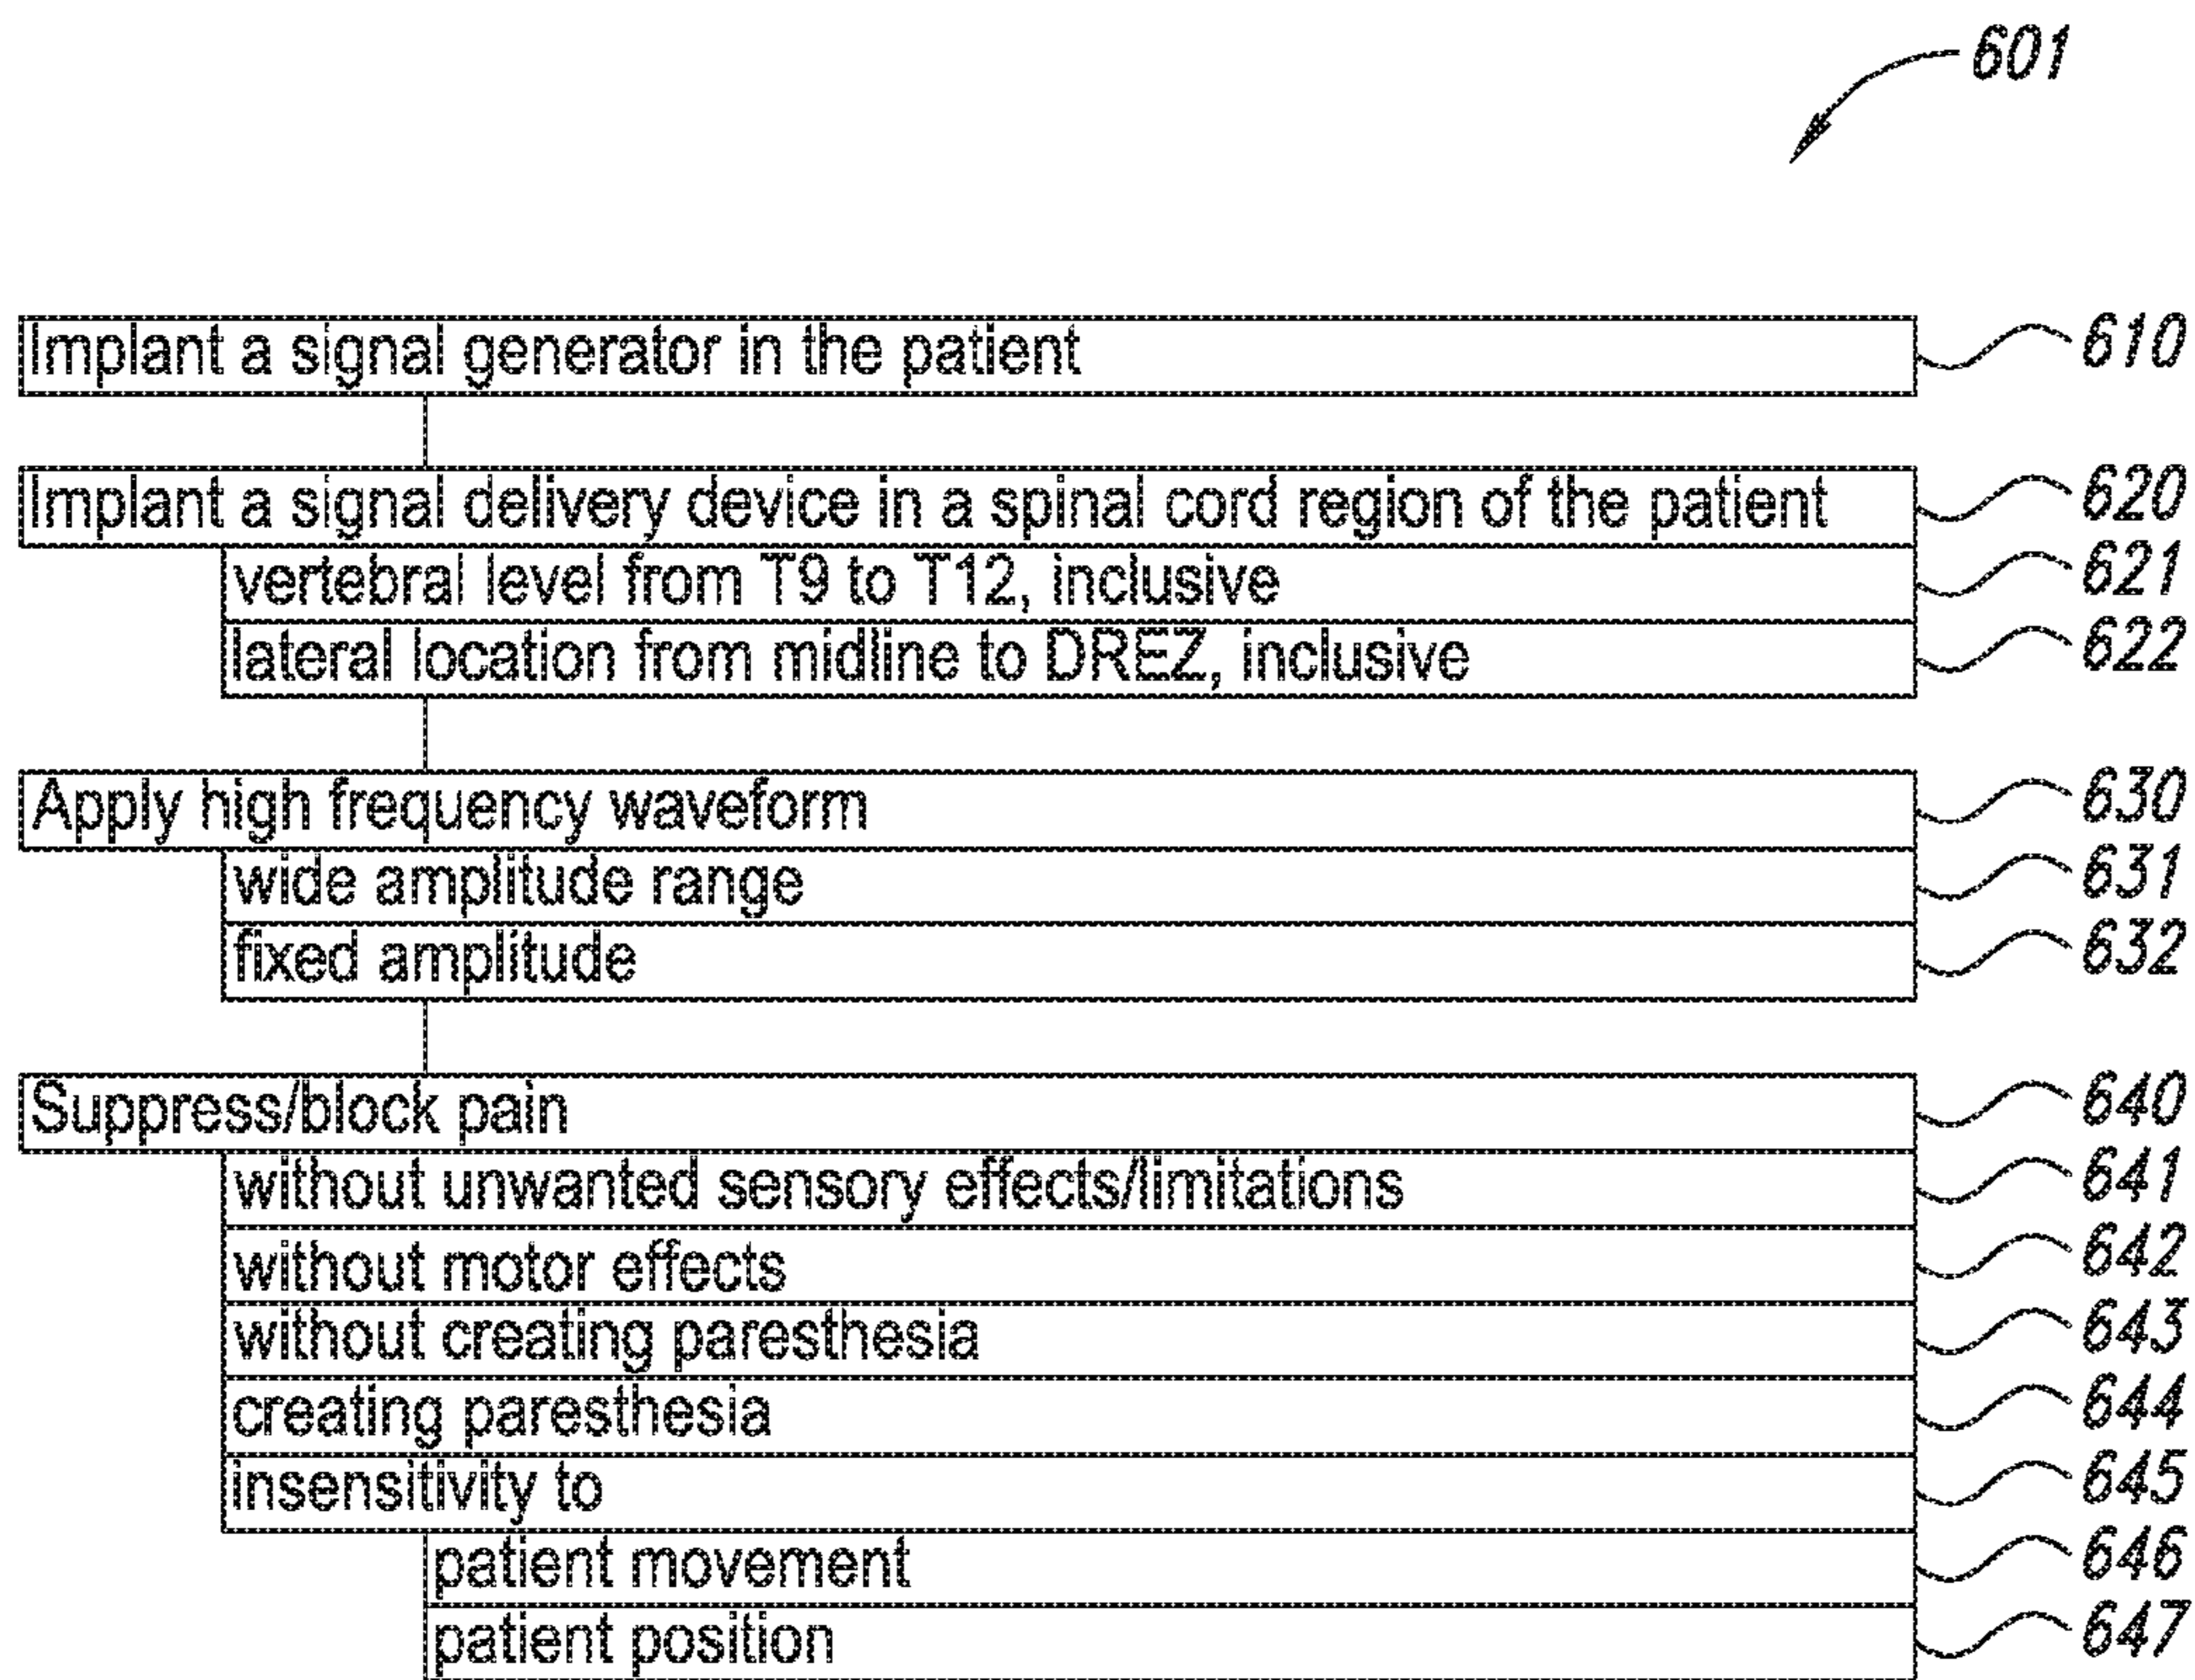 601
Implant a signal generator in the patient 610
Implant a signal delivery device in a spinal cord region of the patient 620
vertebral level from T9 to T12, inclusive 621
lateral location from midline to DREZ, inclusive 622
Apply high frequency waveform 630
wide amplitude range 631
fixed amplitude 632
Suppress/block pain 640
without unwanted sensory effects/limitations 641
without motor effects 642
without creating paresthesia 643
creating paresthesia 644
insensitivity to 645
patient movement 646
patient position 647